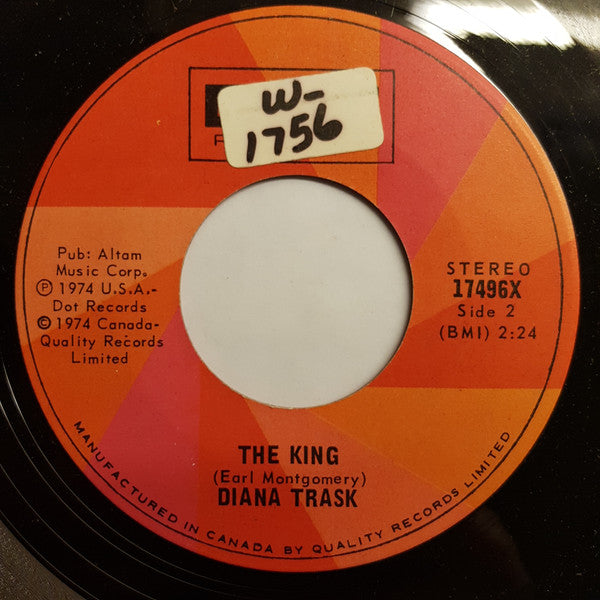 W-
1756
Pub: Altam
Music Corp.
Ⓟ 1974 U.S.A.-
Dot Records
© 1974 Canada-
Quality Records
Limited
STEREO
17496X
Side 2
(BMI) 2:24
THE KING
(Earl Montgomery)
DIANA TRASK
MANUFACTURED IN CANADA BY QUALITY RECORDS LIMITED